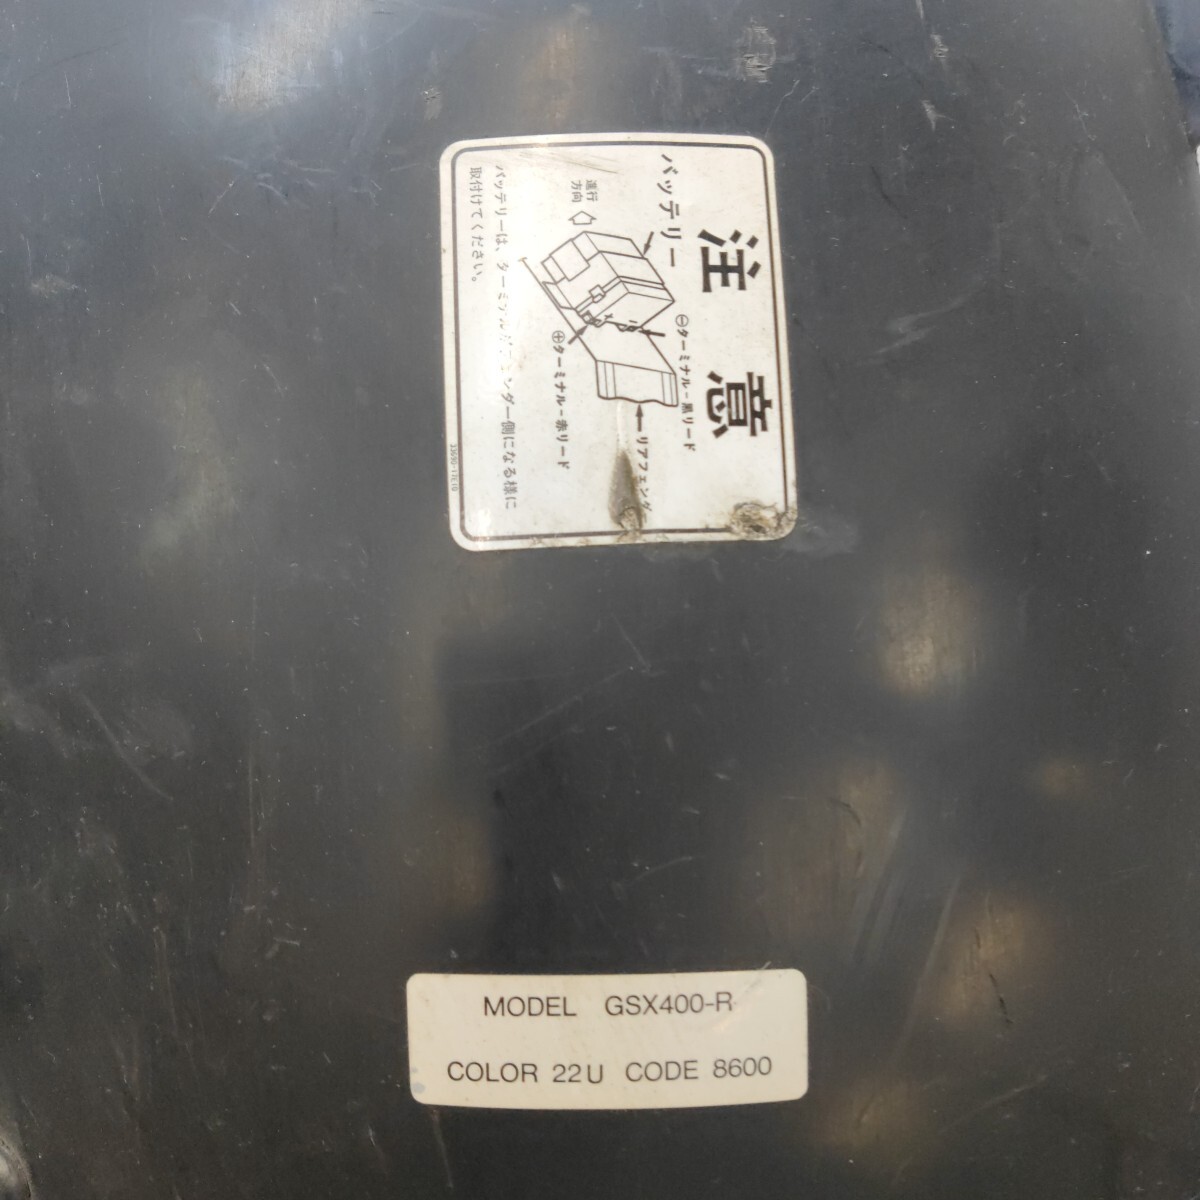 注意
バッテリー
進行
方向
⊖ターミナル-黒リード
⊕ターミナル-赤リード
リアフェンダ
バッテリーは、ターミナルがフェンダー側になる様に
取付けてください。
MODEL GSX400-R
COLOR 22U CODE 8600